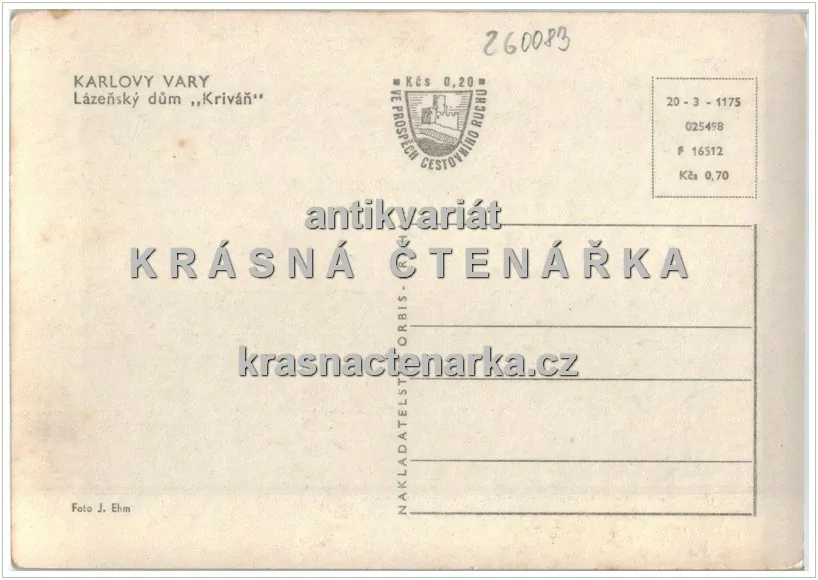 260083
KARLOVY VARY
Lázeňský dům „Kriváň“
Kčs 0,20
VE PROSPĚCH CESTOVNÍHO RUCHU
20 - 3 - 1175
025498
F 16512
Kčs 0,70
antikvariát
KRÁSNÁ ČTENÁŘKA
krasnactenarka.cz
NAKLADATELSTVÍ ORBIS -
Foto J. Ehm